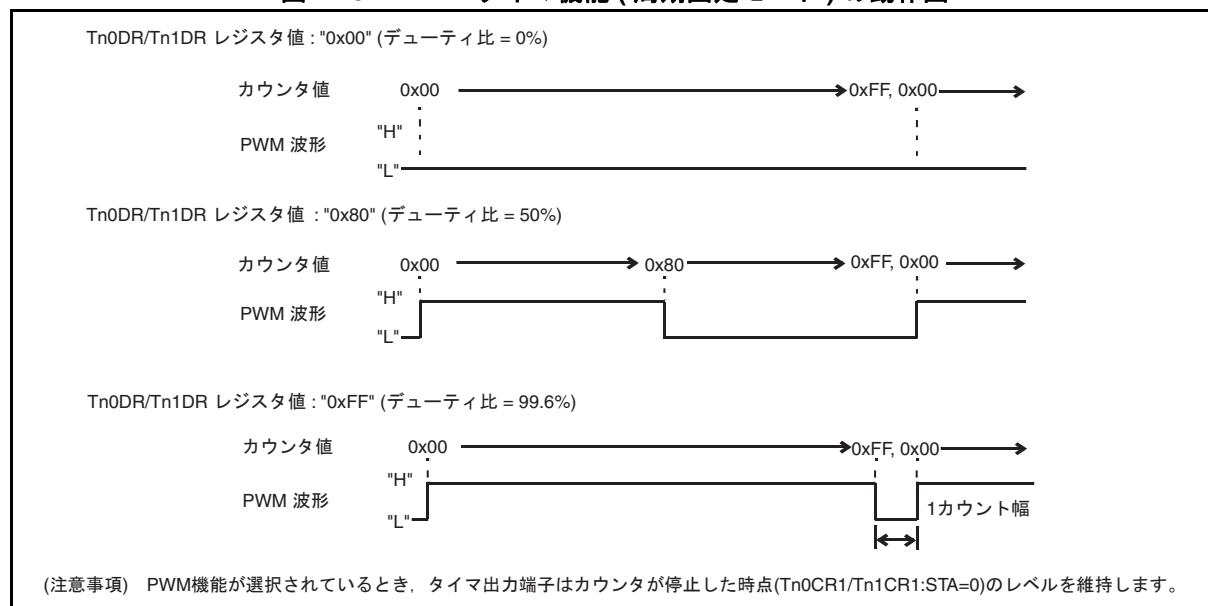 Tn0DR/Tn1DR レジスタ値 : "0x00" (デューティ比 = 0%)
カウンタ値 0x00 0xFF, 0x00
PWM 波形 "H"
"L"
Tn0DR/Tn1DR レジスタ値 : "0x80" (デューティ比 = 50%)
カウンタ値 0x00 0x80 0xFF, 0x00
PWM 波形 "H"
"L"
Tn0DR/Tn1DR レジスタ値 : "0xFF" (デューティ比 = 99.6%)
カウンタ値 0x00 0xFF, 0x00
"H"
PWM 波形 1カウント幅
"L"
(注意事項) PWM機能が選択されているとき, タイマ出力端子はカウンタが停止した時点(Tn0CR1/Tn1CR1:STA=0)のレベルを維持します。